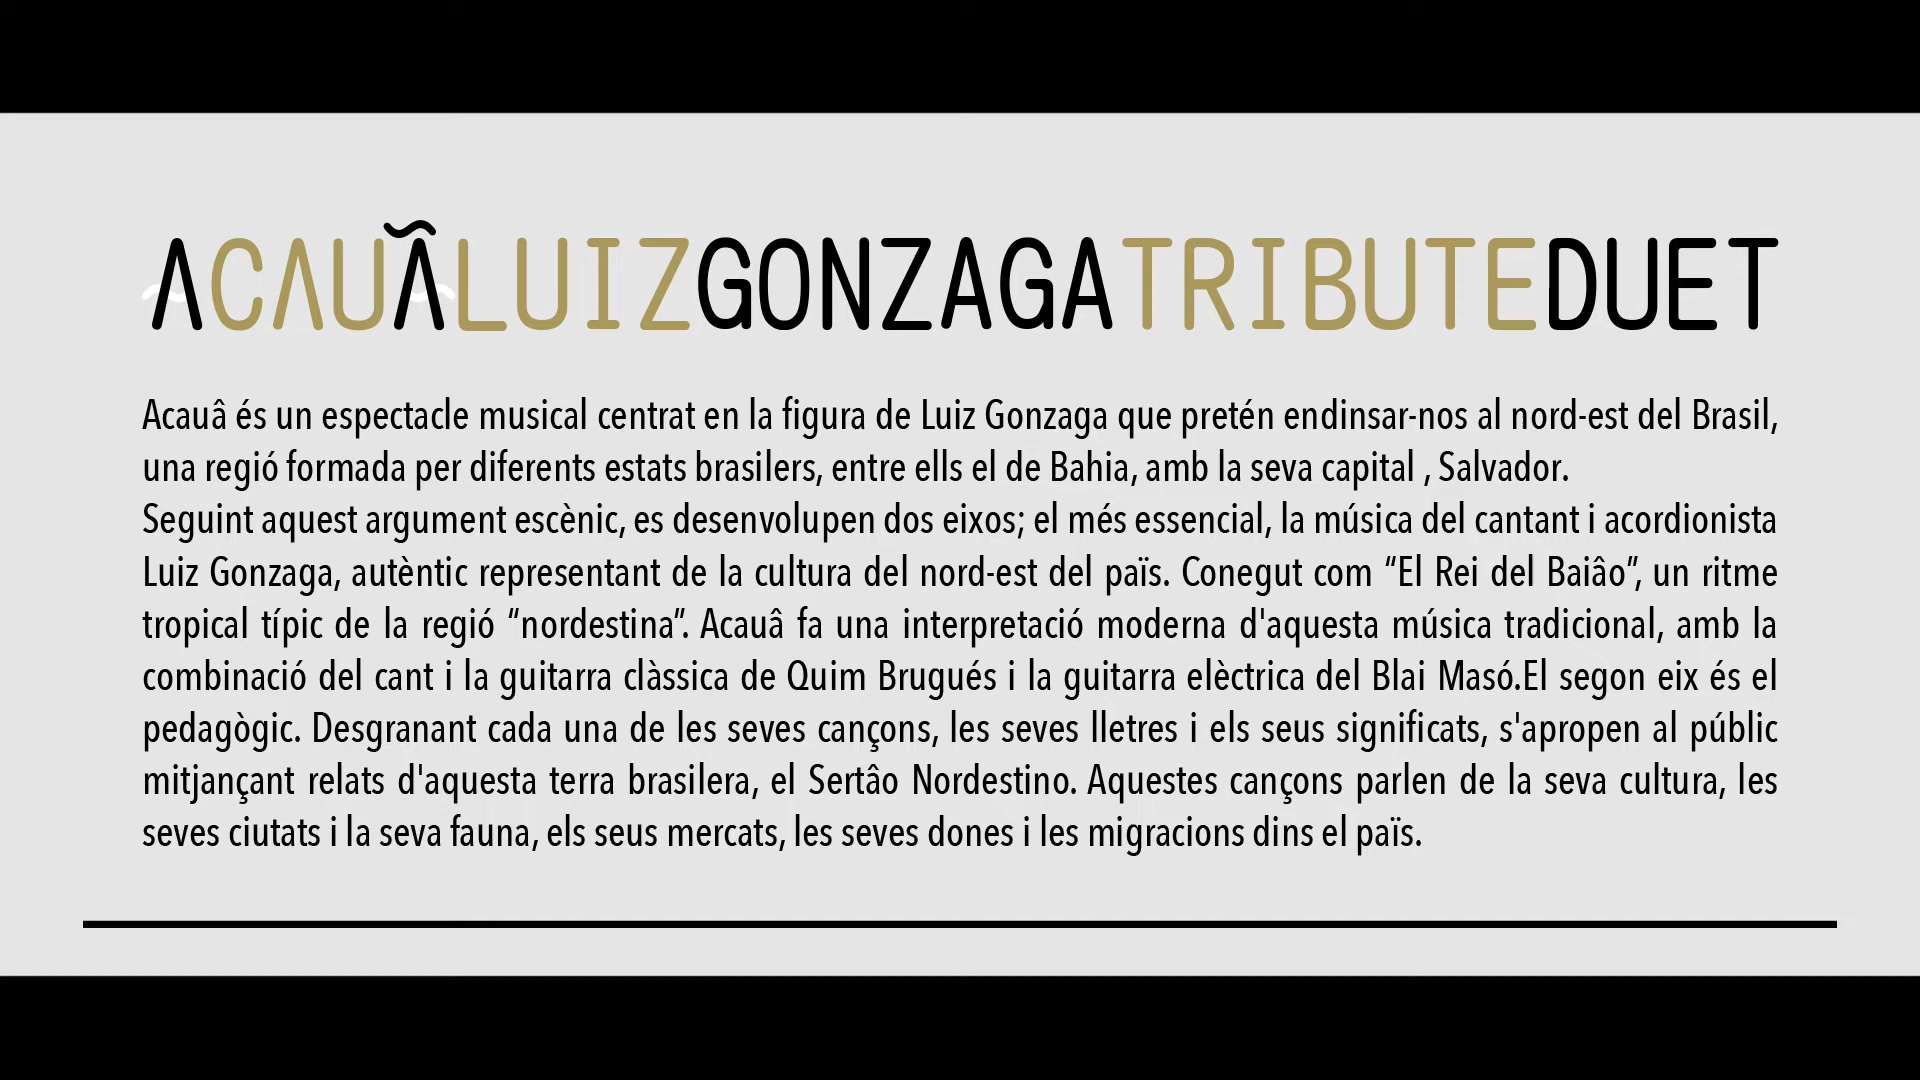 ACAUÃLUIZGONZAGATRIBUTEDUET
Acauâ és un espectacle musical centrat en la figura de Luiz Gonzaga que pretén endinsar-nos al nord-est del Brasil,
una regió formada per diferents estats brasilers, entre ells el de Bahia, amb la seva capital , Salvador.
Seguint aquest argument escènic, es desenvolupen dos eixos; el més essencial, la música del cantant i acordionista
Luiz Gonzaga, autèntic representant de la cultura del nord-est del país. Conegut com “El Rei del Baiâo”, un ritme
tropical típic de la regió “nordestina”. Acauâ fa una interpretació moderna d'aquesta música tradicional, amb la
combinació del cant i la guitarra clàssica de Quim Brugués i la guitarra elèctrica del Blai Masó.El segon eix és el
pedagògic. Desgranant cada una de les seves cançons, les seves lletres i els seus significats, s'apropen al públic
mitjançant relats d'aquesta terra brasilera, el Sertâo Nordestino. Aquestes cançons parlen de la seva cultura, les
seves ciutats i la seva fauna, els seus mercats, les seves dones i les migracions dins el país.